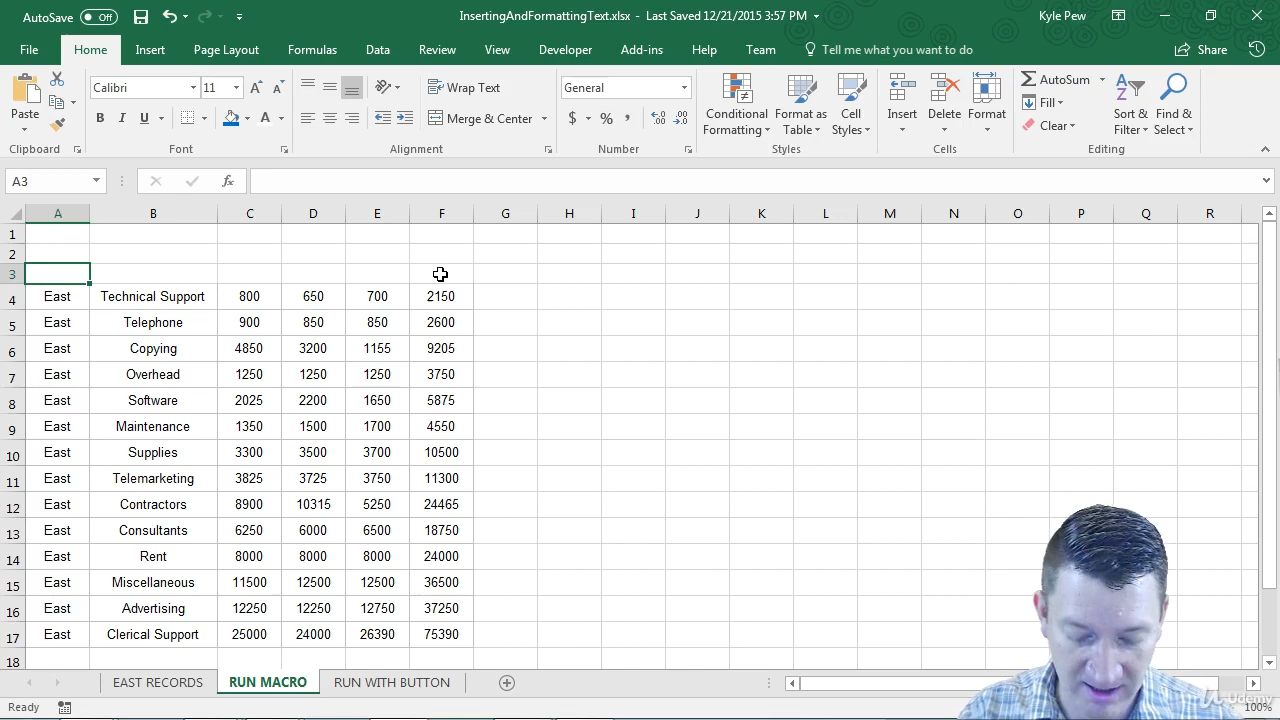 AutoSave Off InsertingAndFormattingText.xlsx - Last Saved 12/21/2015 3:57 PM Kyle Pew
File Home Insert Page Layout Formulas Data Review View Developer Add-ins Help Team Tell me what you want to do Share
Calibri 11 Wrap Text General AutoSum
Paste Conditional Format as Cell Insert Delete Format Fill Sort & Find &
B I U A Merge & Center $ % , Formatting Table Styles Clear Filter Select
Clipboard Font Alignment Number Styles Cells Editing
A3 fx
A B C D E F G H I J K L M N O P Q R
1
2
3
4 East Technical Support 800 650 700 2150
5 East Telephone 900 850 850 2600
6 East Copying 4850 3200 1155 9205
7 East Overhead 1250 1250 1250 3750
8 East Software 2025 2200 1650 5875
9 East Maintenance 1350 1500 1700 4550
10 East Supplies 3300 3500 3700 10500
11 East Telemarketing 3825 3725 3750 11300
12 East Contractors 8900 10315 5250 24465
13 East Consultants 6250 6000 6500 18750
14 East Rent 8000 8000 8000 24000
15 East Miscellaneous 11500 12500 12500 36500
16 East Advertising 12250 12250 12750 37250
17 East Clerical Support 25000 24000 26390 75390
18
EAST RECORDS RUN MACRO RUN WITH BUTTON
Ready 100%
Udemy